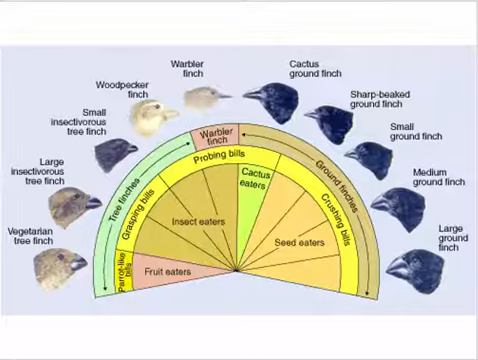 Warbler
finch
Cactus
ground finch
Woodpecker
finch
Sharp-beaked
ground finch
Small
insectivorous
tree finch
Small
ground finch
Large
insectivorous
tree finch
Medium
ground finch
Vegetarian
tree finch
Large
ground
finch
Warbler
finch
Tree finches
Ground finches
Probing bills
Grasping bills
Crushing bills
Parrot-like
bills
Cactus
eaters
Insect eaters
Seed eaters
Fruit eaters